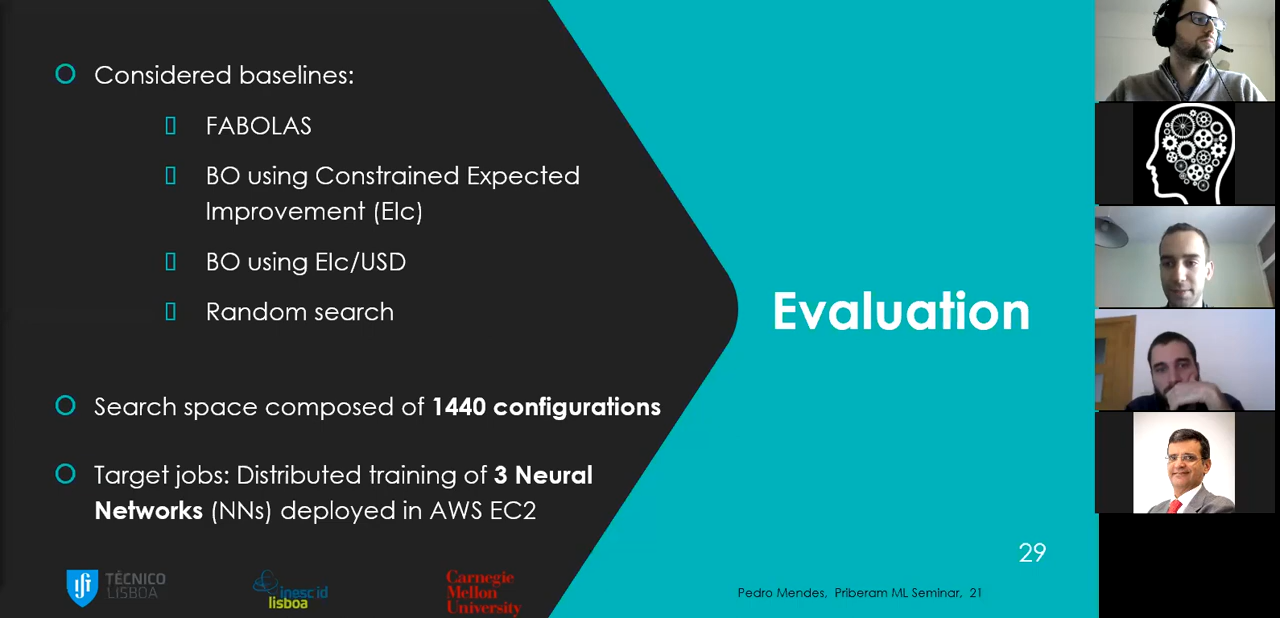 Considered baselines:
FABOLAS
BO using Constrained Expected
Improvement (EIc)
BO using EIc/USD
Random search
Evaluation
Search space composed of 1440 configurations
Target jobs: Distributed training of 3 Neural
Networks (NNs) deployed in AWS EC2
29
TÉCNICO
LISBOA
inescid
lisboa
Carnegie
Mellon
University
Pedro Mendes, Priberam ML Seminar, 21